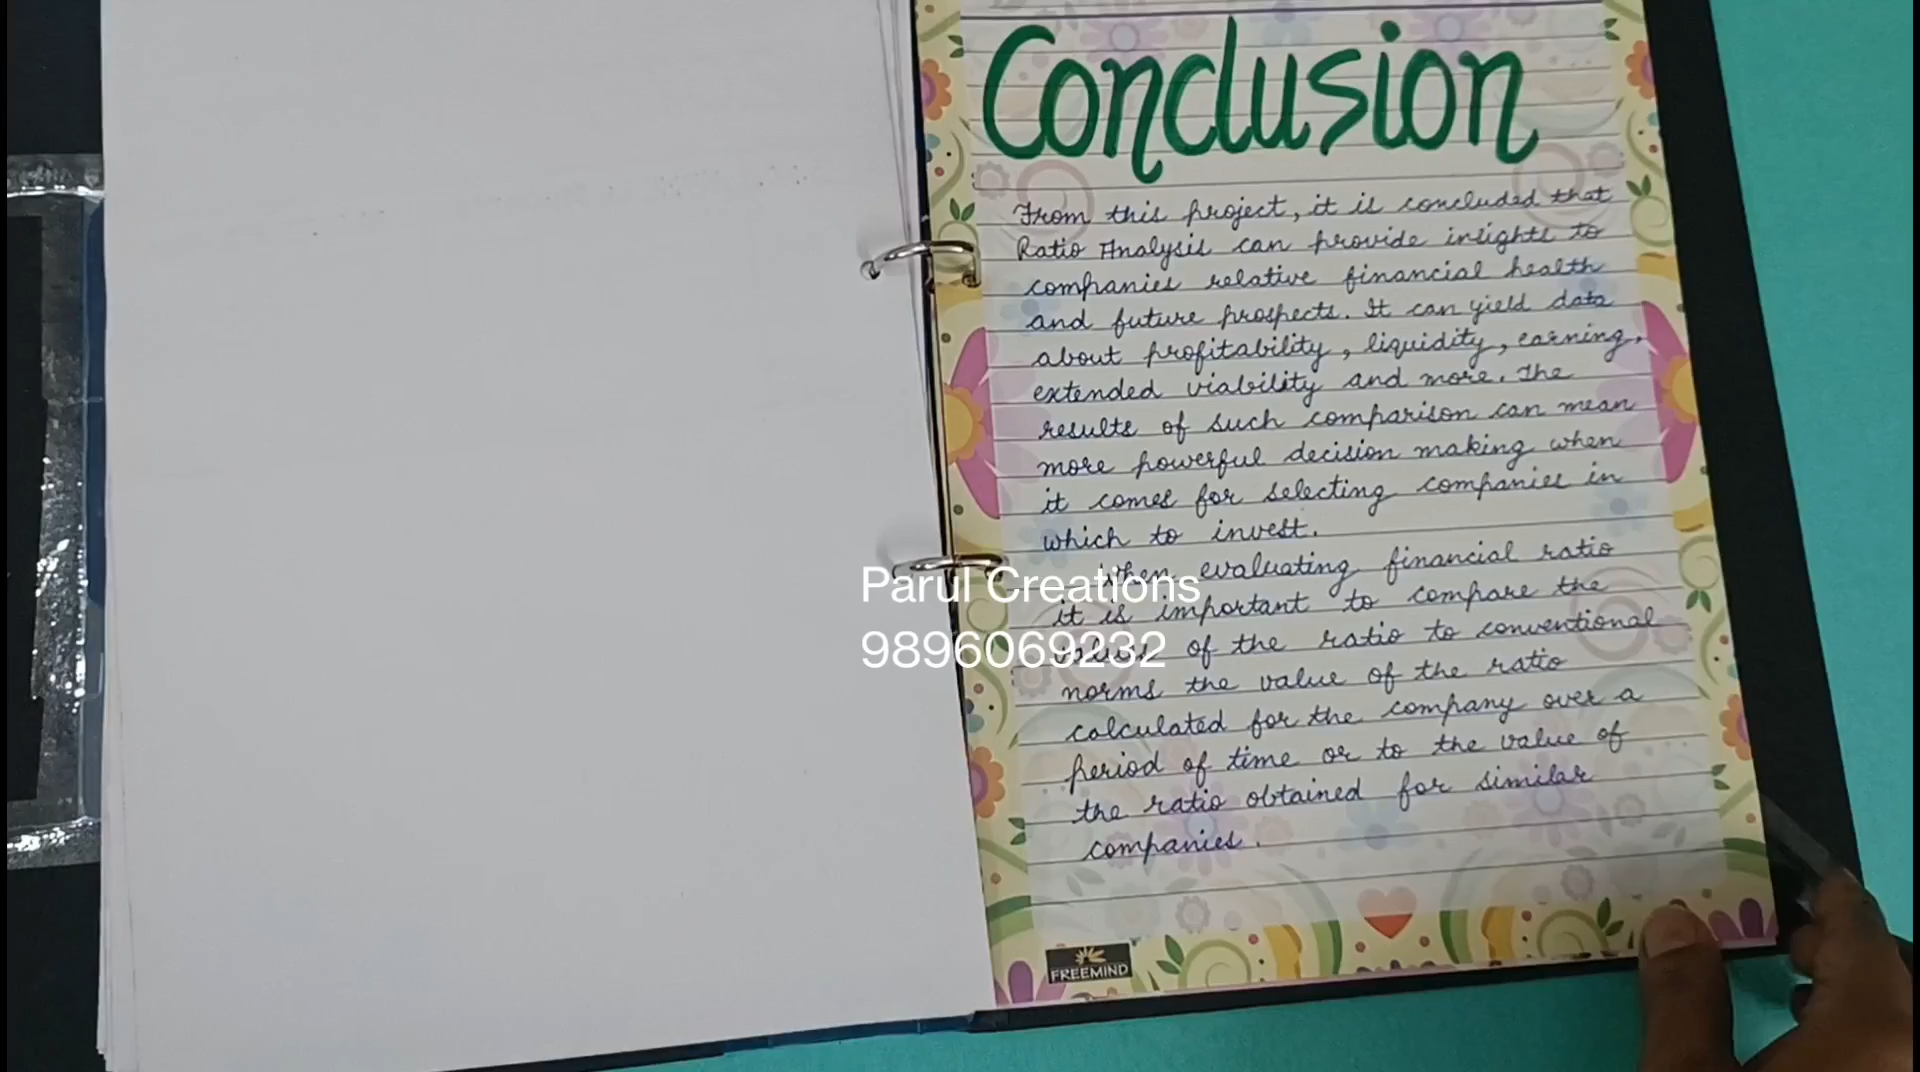 Conclusion
From this project, it is concluded that
Ratio Analysis can provide insights to
companies relative financial health
and future prospects. It can yield data
about profitability, liquidity, earning,
extended viability and more. The
results of such comparison can mean
more powerful decision making when
it comes for selecting companies in
which to invest.
When evaluating financial ratio
it is important to compare the
values of the ratio to conventional
norms the value of the ratio
calculated for the company over a
period of time or to the value of
the ratio obtained for similar
companies.
Parul Creations
9896069232
FREEMIND